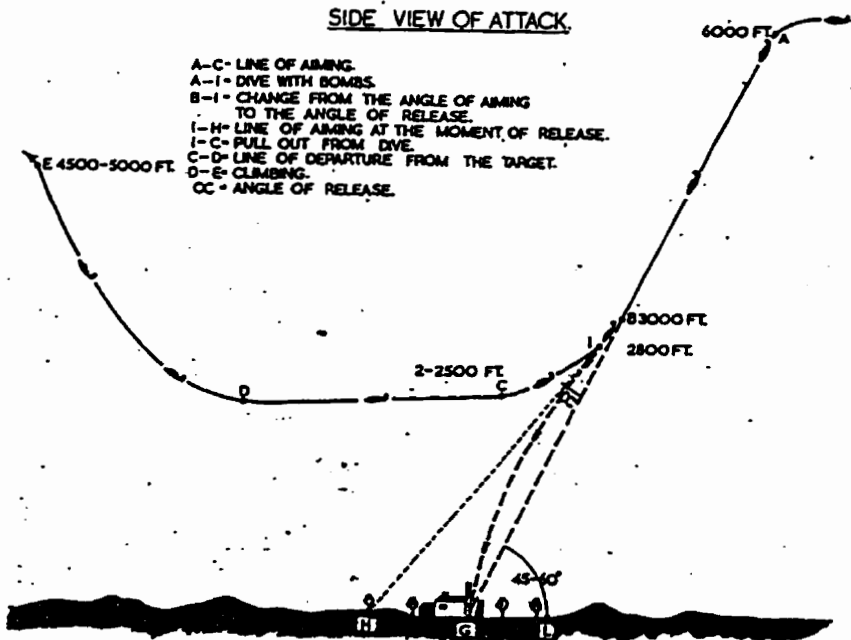 SIDE VIEW OF ATTACK.
6000 FT.
A
A-C- LINE OF AIMING.
A-I- DIVE WITH BOMBS.
B-I- CHANGE FROM THE ANGLE OF AIMING
TO THE ANGLE OF RELEASE.
I-H- LINE OF AIMING AT THE MOMENT OF RELEASE.
I-C- PULL OUT FROM DIVE.
C-D- LINE OF DEPARTURE FROM THE TARGET.
D-E- CLIMBING.
CC- ANGLE OF RELEASE.
E 4500-5000 FT.
B 3000 FT.
I
2800 FT.
2-2500 FT.
D
C
45-60°
H
G
L